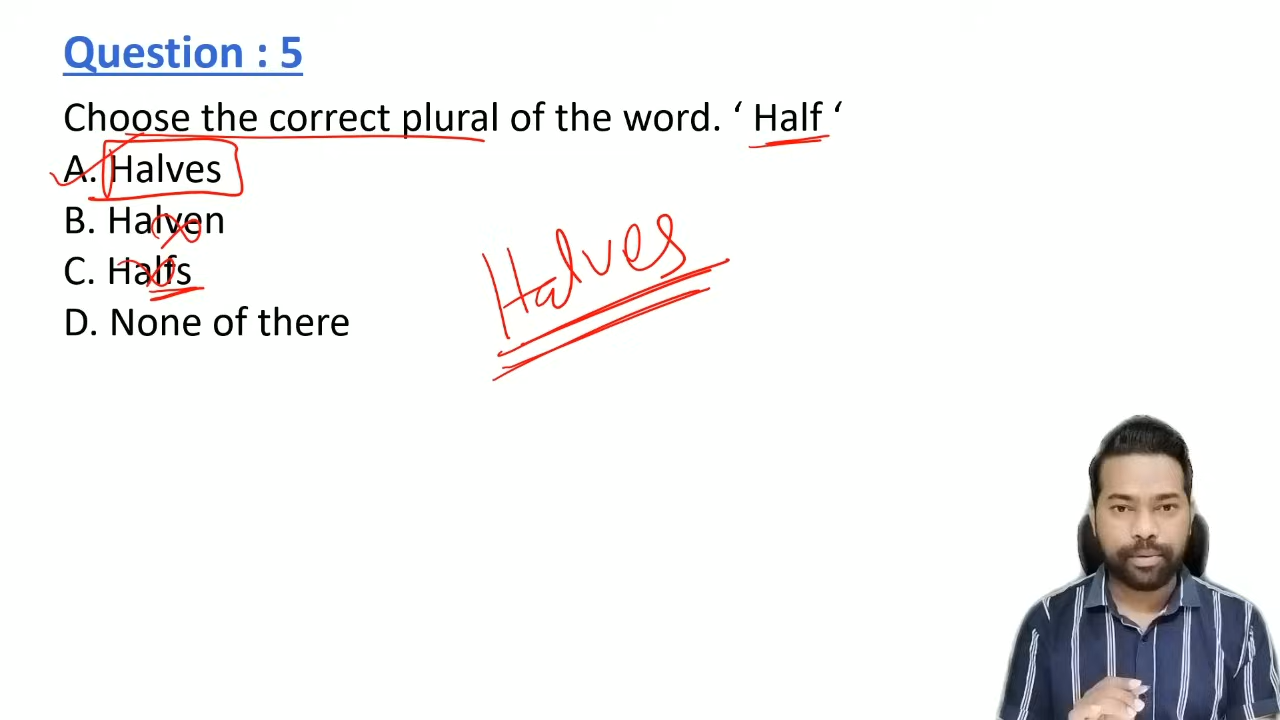 Question : 5
Choose the correct plural of the word. ‘ Half ‘
A. Halves
B. Halven
C. Halfs
D. None of there
Halves